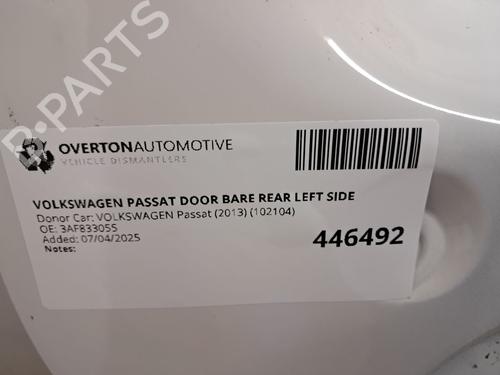 B-PARTS
OVERTONAUTOMOTIVE
VEHICLE DISMANTLERS
VOLKSWAGEN PASSAT DOOR BARE REAR LEFT SIDE
Donor Car: VOLKSWAGEN Passat (2013) (102104)
OE: 3AF833055
Added: 07/04/2025
Notes:
446492